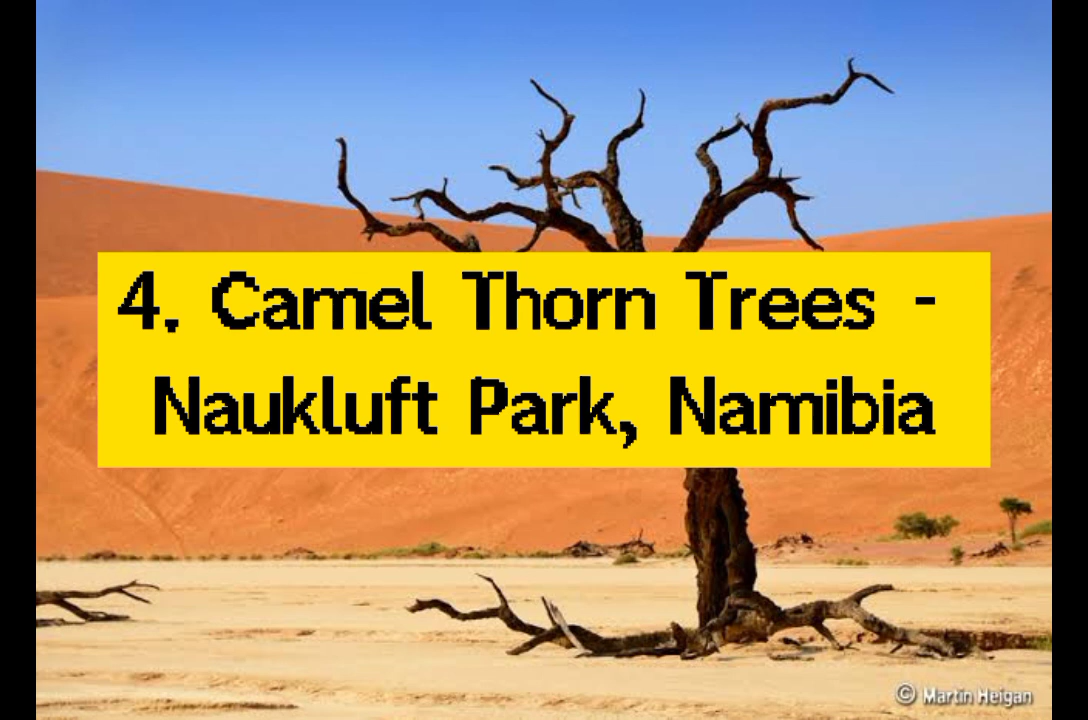 4. Camel Thorn Trees -
Naukluft Park, Namibia
© Martin Heigan